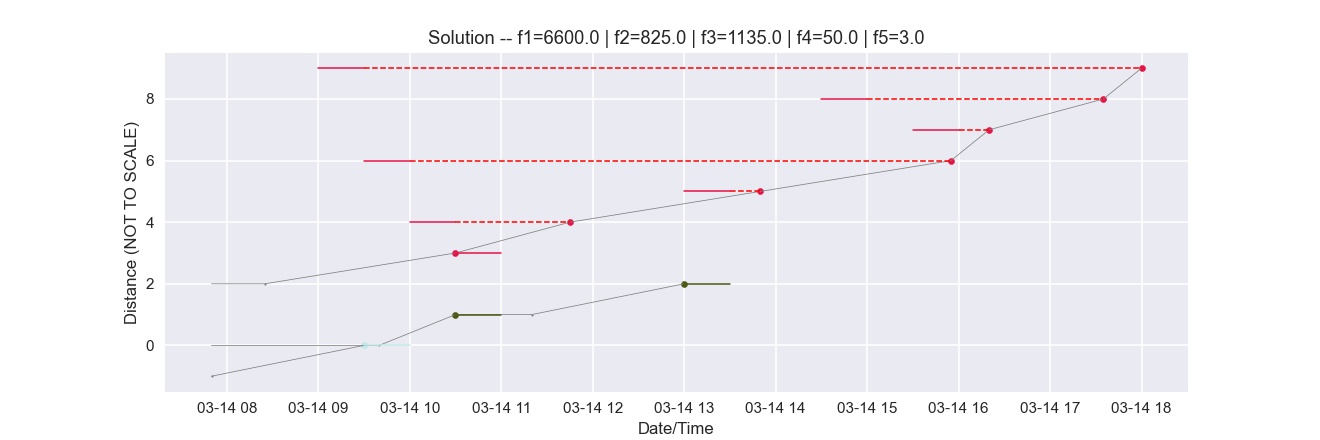 Solution -- f1=6600.0 | f2=825.0 | f3=1135.0 | f4=50.0 | f5=3.0
Distance (NOT TO SCALE)
8
6
4
2
0
03-14 08 03-14 09 03-14 10 03-14 11 03-14 12 03-14 13 03-14 14 03-14 15 03-14 16 03-14 17 03-14 18
Date/Time